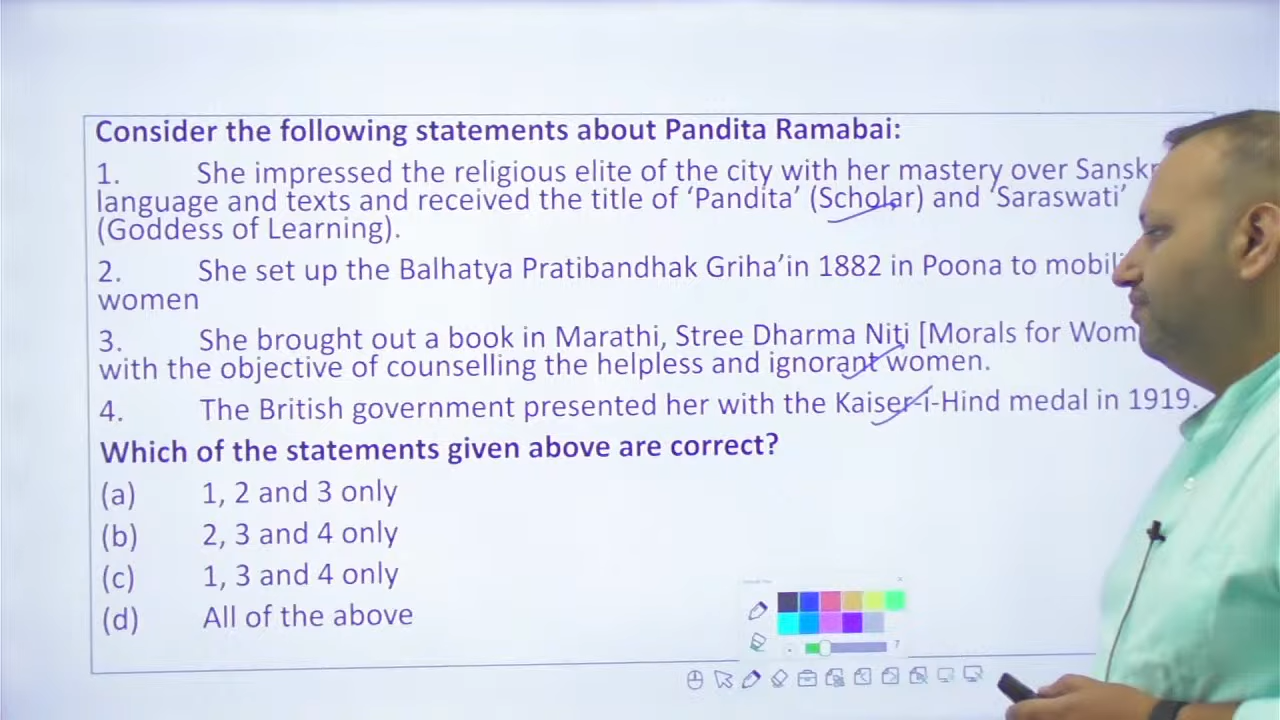 Consider the following statements about Pandita Ramabai:
1. She impressed the religious elite of the city with her mastery over
language and texts and received the title of ‘Pandita’ (Scholar) and ‘Saraswati’
(Goddess of Learning).
2. She set up the Balhatya Pratibandhak Griha’in 1882 in Poona to
women
3. She brought out a book in Marathi, Stree Dharma Niti [Morals for
with the objective of counselling the helpless and ignorant women.
4. The British government presented her with the Kaiser-i-Hind medal in 1919.
Which of the statements given above are correct?
(a) 1, 2 and 3 only
(b) 2, 3 and 4 only
(c) 1, 3 and 4 only
(d) All of the above
7